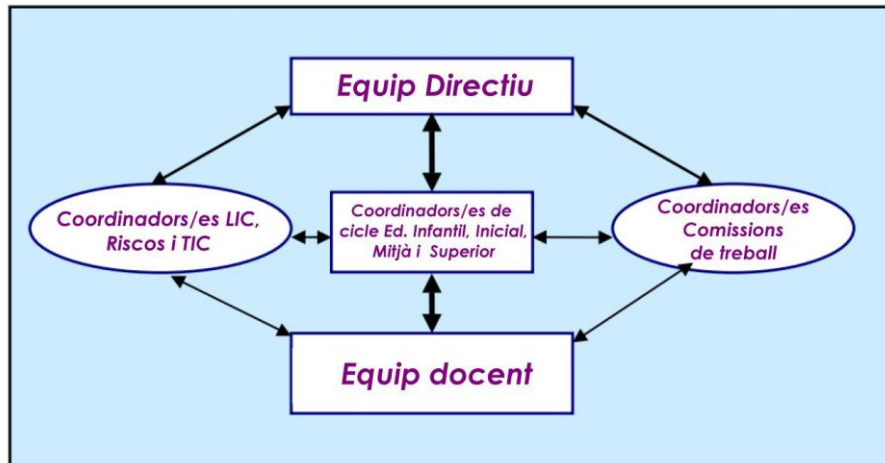 Equip Directiu
Coordinadors/es LIC,
Riscos i TIC
Coordinadors/es de
cicle Ed. Infantil, Inicial,
Mitjà i Superior
Coordinadors/es
Comissions
de treball
Equip docent